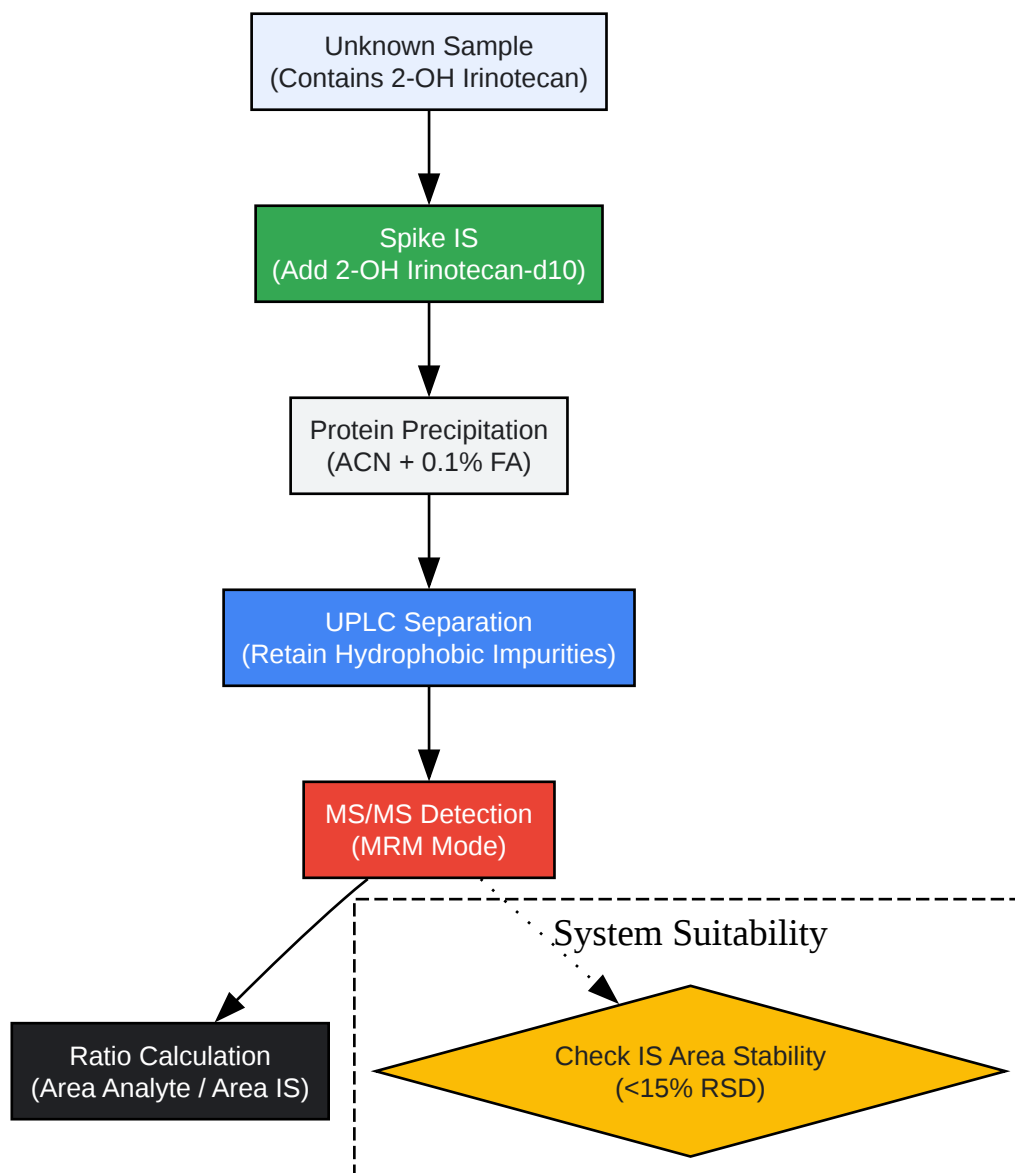 Unknown Sample
(Contains 2-OH Irinotecan)
Spike IS
(Add 2-OH Irinotecan-d10)
Protein Precipitation
(ACN + 0.1% FA)
UPLC Separation
(Retain Hydrophobic Impurities)
MS/MS Detection
(MRM Mode)
System Suitability
Ratio Calculation
(Area Analyte / Area IS)
Check IS Area Stability
(<15% RSD)